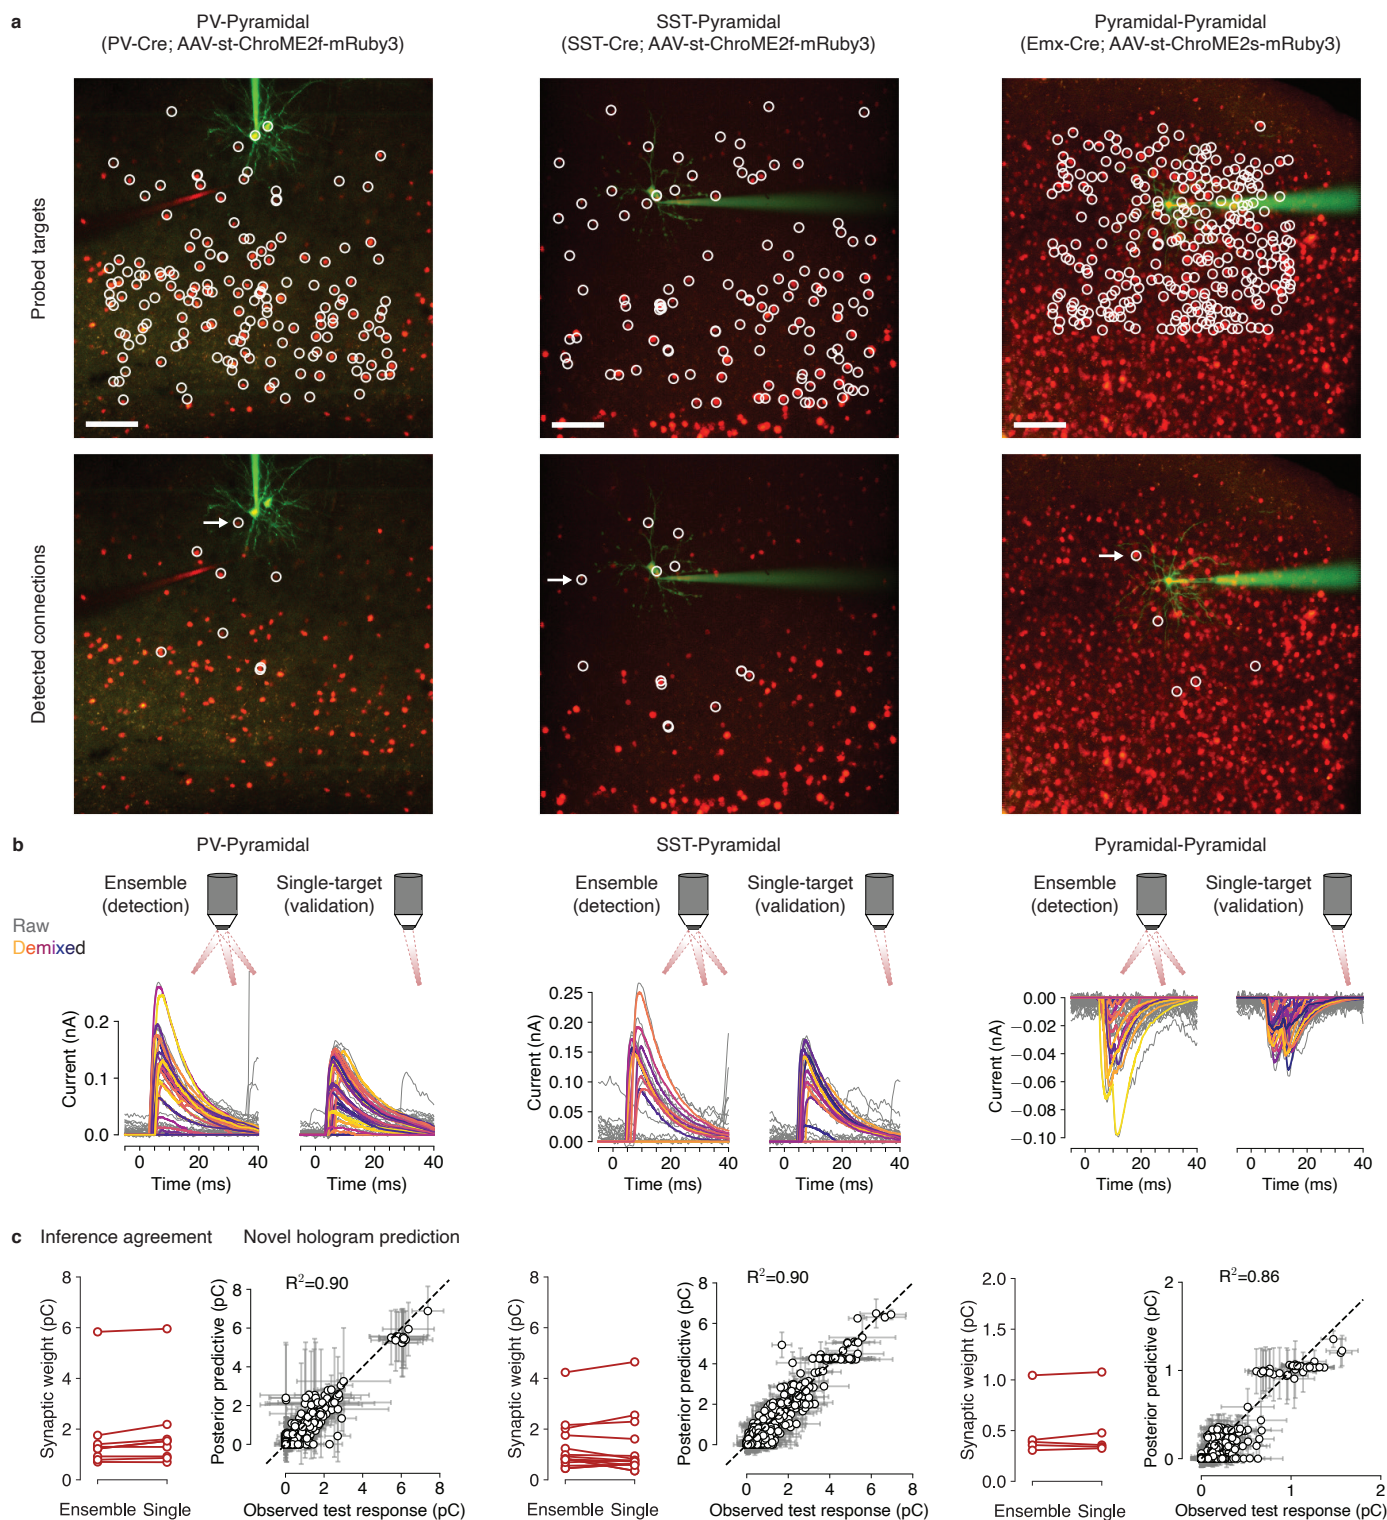 a
PV-Pyramidal
(PV-Cre; AAV-st-ChroME2f-mRuby3)
SST-Pyramidal
(SST-Cre; AAV-st-ChroME2f-mRuby3)
Pyramidal-Pyramidal
(Emx-Cre; AAV-st-ChroME2s-mRuby3)
Probed targets
Detected connections
b
PV-Pyramidal
SST-Pyramidal
Pyramidal-Pyramidal
Ensemble
(detection)
Single-target
(validation)
Ensemble
(detection)
Single-target
(validation)
Ensemble
(detection)
Single-target
(validation)
Raw
Demixed
Current (nA)
0.2
0.1
0.0
0 20 40
Time (ms)
0 20 40
Time (ms)
Current (nA)
0.25
0.20
0.15
0.10
0.05
0.00
0 20 40
Time (ms)
0 20 40
Time (ms)
Current (nA)
0.00
−0.02
−0.04
−0.06
−0.08
−0.10
0 20 40
Time (ms)
0 20 40
Time (ms)
c Inference agreement Novel hologram prediction
Synaptic weight (pC)
8
6
4
2
0
Ensemble Single
Posterior predictive (pC)
R²=0.90
8
6
4
2
0
0 2 4 6 8
Observed test response (pC)
Synaptic weight (pC)
8
6
4
2
0
Ensemble Single
Posterior predictive (pC)
R²=0.90
8
6
4
2
0
0 2 4 6 8
Observed test response (pC)
Synaptic weight (pC)
2.0
1.5
1.0
0.5
0.0
Ensemble Single
Posterior predictive (pC)
R²=0.86
2
1
0
0 1 2
Observed test response (pC)